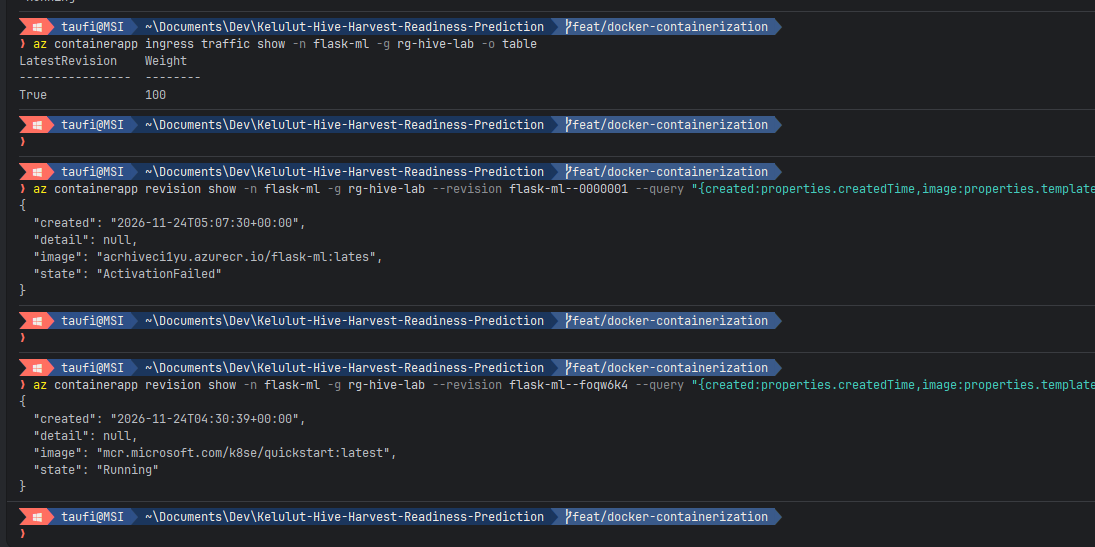 taufi@MSI ~\Documents\Dev\Kelulut-Hive-Harvest-Readiness-Prediction feat/docker-containerization
❯ az containerapp ingress traffic show -n flask-ml -g rg-hive-lab -o table
LatestRevision Weight
---------------- --------
True 100
taufi@MSI ~\Documents\Dev\Kelulut-Hive-Harvest-Readiness-Prediction feat/docker-containerization
❯
taufi@MSI ~\Documents\Dev\Kelulut-Hive-Harvest-Readiness-Prediction feat/docker-containerization
❯ az containerapp revision show -n flask-ml -g rg-hive-lab --revision flask-ml--0000001 --query "{created:properties.createdTime,image:properties.template
{
"created": "2026-11-24T05:07:30+00:00",
"detail": null,
"image": "acrhiveci1yu.azurecr.io/flask-ml:lates",
"state": "ActivationFailed"
}
taufi@MSI ~\Documents\Dev\Kelulut-Hive-Harvest-Readiness-Prediction feat/docker-containerization
❯
taufi@MSI ~\Documents\Dev\Kelulut-Hive-Harvest-Readiness-Prediction feat/docker-containerization
❯ az containerapp revision show -n flask-ml -g rg-hive-lab --revision flask-ml--foqw6k4 --query "{created:properties.createdTime,image:properties.template
{
"created": "2026-11-24T04:30:39+00:00",
"detail": null,
"image": "mcr.microsoft.com/k8se/quickstart:latest",
"state": "Running"
}
taufi@MSI ~\Documents\Dev\Kelulut-Hive-Harvest-Readiness-Prediction feat/docker-containerization
❯